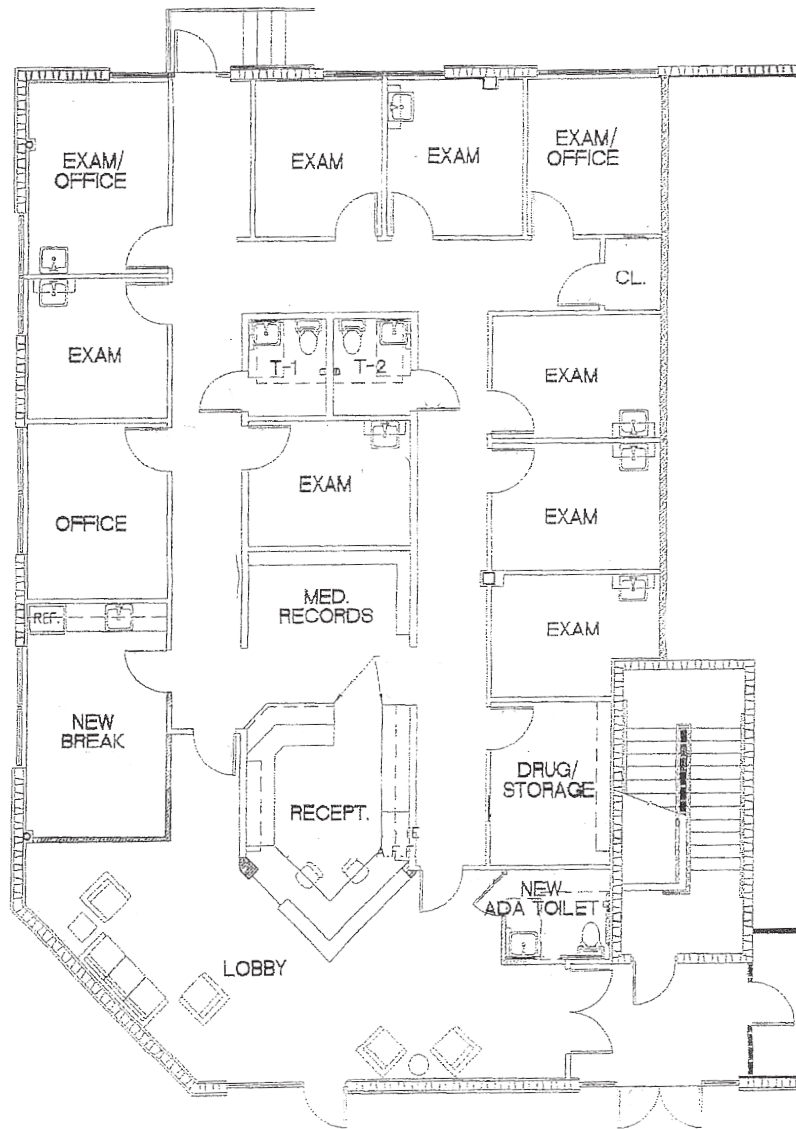 EXAM/
OFFICE
EXAM
EXAM
EXAM/
OFFICE
CL.
EXAM
T-1
T-2
EXAM
EXAM
OFFICE
EXAM
MED.
RECORDS
REF.
EXAM
NEW
BREAK
DRUG/
STORAGE
RECEPT.
NEW
ADA TOILET
LOBBY